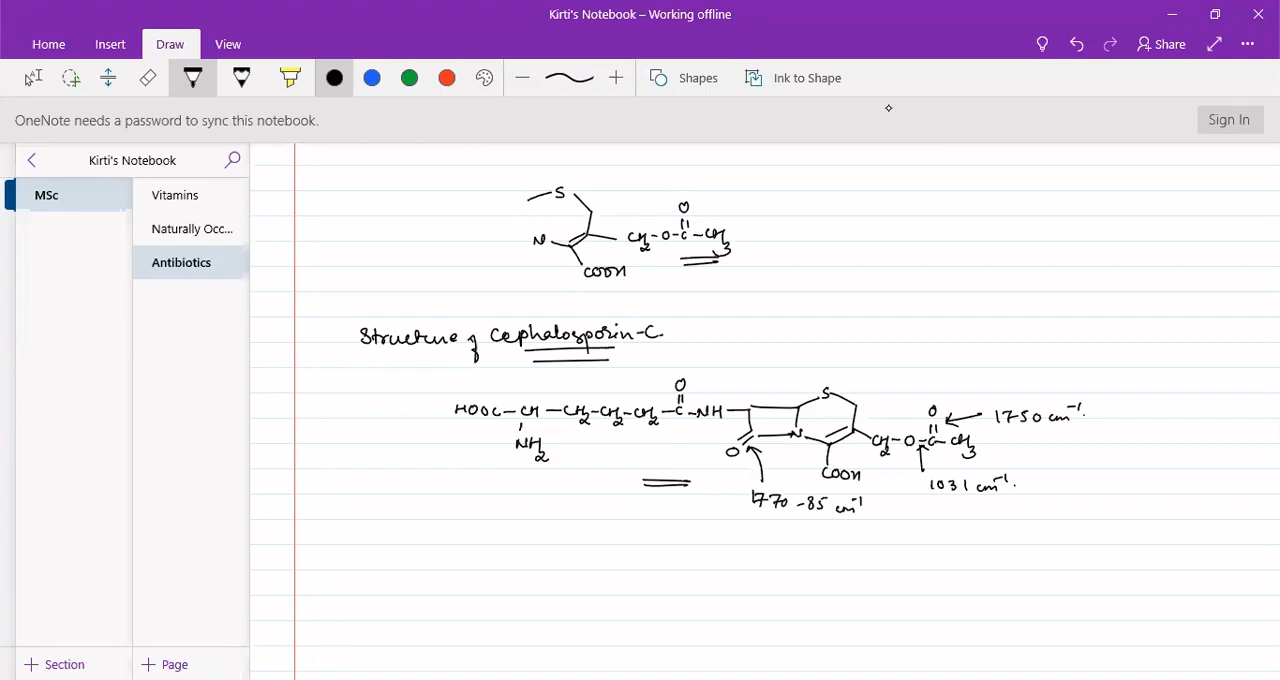 Kirti's Notebook – Working offline
Home Insert Draw View
Share
Shapes Ink to Shape
OneNote needs a password to sync this notebook.
Sign In
Kirti's Notebook
MSc
Vitamins
Naturally Occ...
Antibiotics
S
O
N CH2-O-C-CH3
COOH
Structure of Cephalosporin-C
O S
HOOC-CH-CH2-CH2-CH2-C-NH O 1750 cm-1.
NH2 O N CH2-O-C-CH3
COOH
1770-85 cm-1 1031 cm-1.
Section
Page